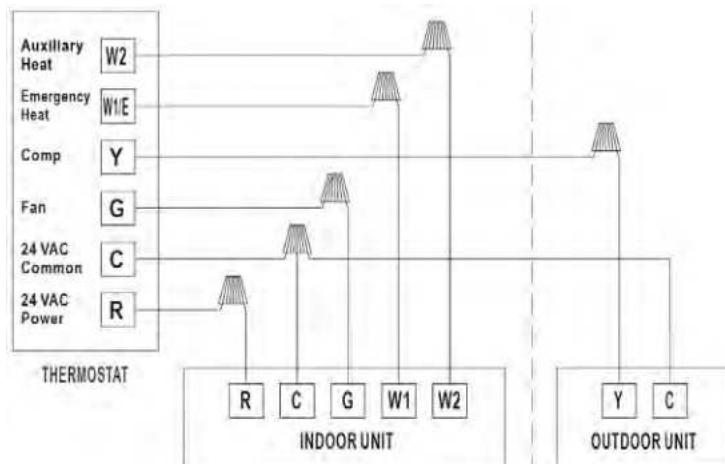 Auxiliary
Heat
W2
Emergency
Heat
W1/E
Comp
Y
Fan
G
24 VAC
Common
C
24 VAC
Power
R
THERMOSTAT
R C G W1 W2
INDOOR UNIT
Y C
OUTDOOR UNIT